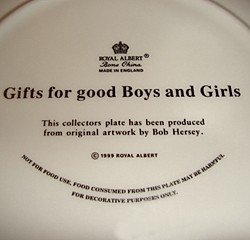 ROYAL ALBERT
Bone China
MADE IN ENGLAND
Gifts for good Boys and Girls
This collectors plate has been produced
from original artwork by Bob Hersey.
© 1999 ROYAL ALBERT
NOT FOR FOOD USE, FOOD CONSUMED FROM THIS PLATE MAY BE HARMFUL
FOR DECORATIVE PURPOSES ONLY.